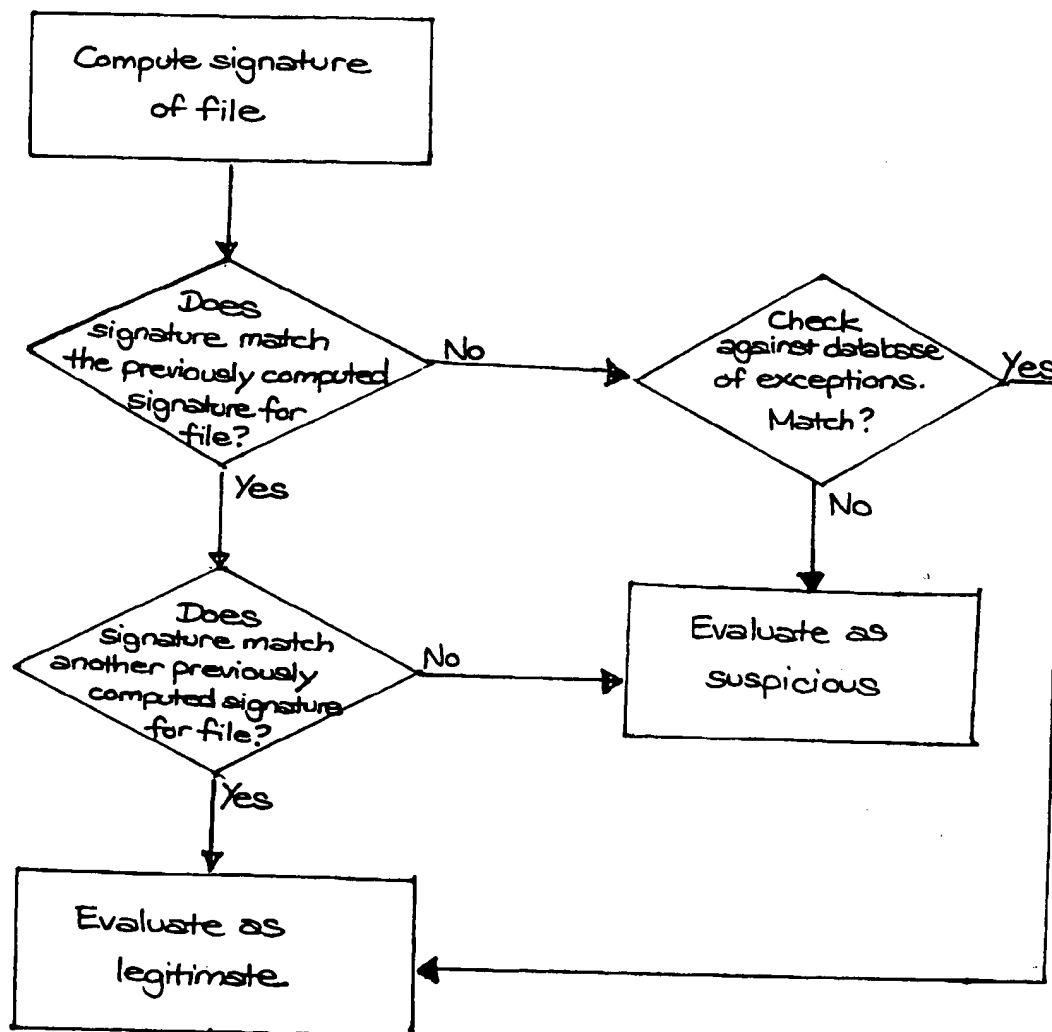 Compute signature
of file
Does
signature match
the previously computed
signature for
file?
No
Check
against database
of exceptions.
Match?
Yes
Yes
No
Does
signature match
another previously
computed signature
for file?
No
Evaluate as
suspicious
Yes
Evaluate as
legitimate